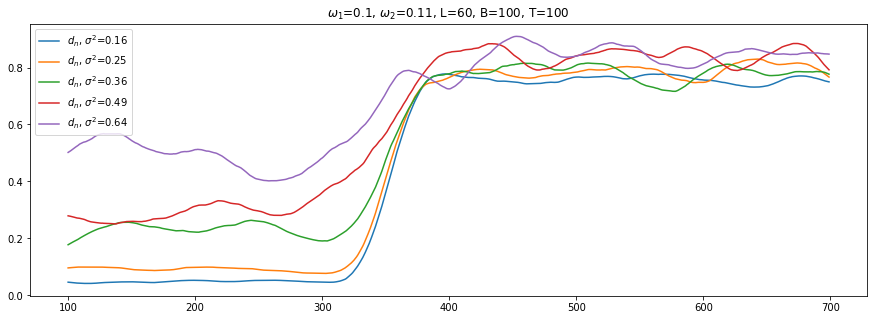 ω₁=0.1, ω₂=0.11, L=60, B=100, T=100
dₙ, σ²=0.16
dₙ, σ²=0.25
dₙ, σ²=0.36
dₙ, σ²=0.49
dₙ, σ²=0.64
0.8
0.6
0.4
0.2
0.0
100 200 300 400 500 600 700